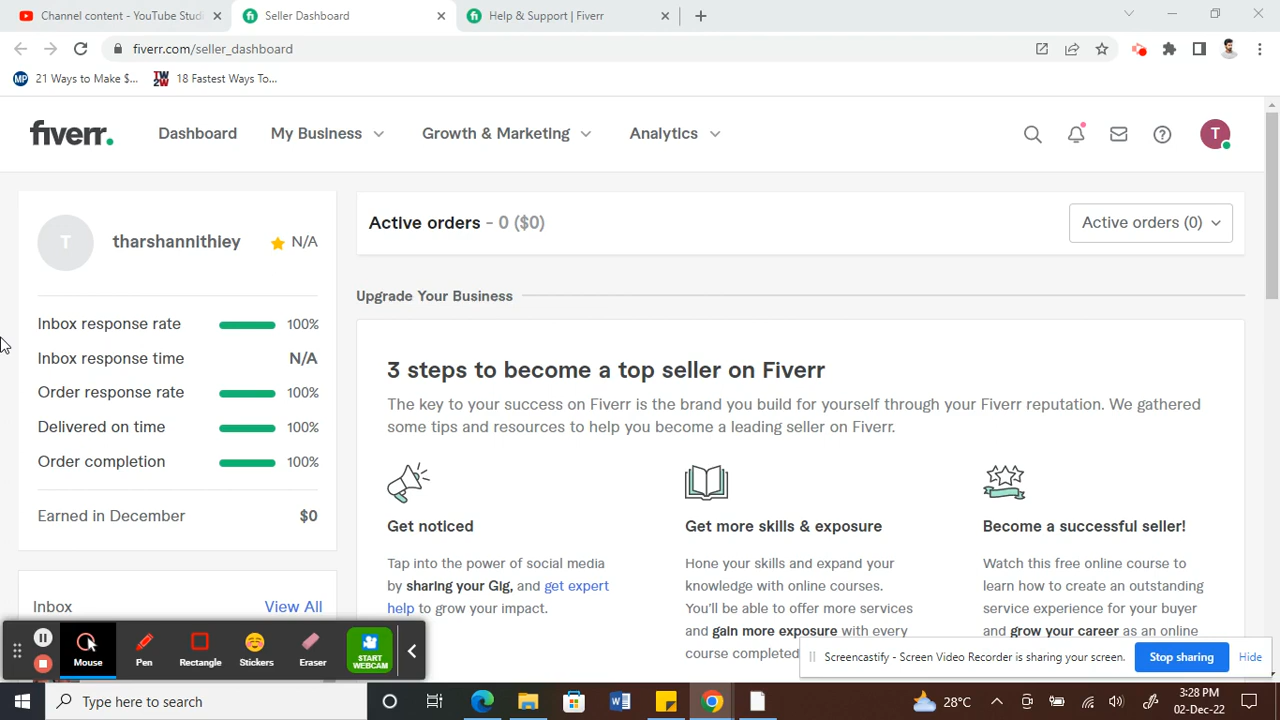 Channel content - YouTube Stud
Seller Dashboard
Help & Support | Fiverr
fiverr.com/seller_dashboard
MP 21 Ways to Make $...
TW 2W 18 Fastest Ways To...
fiverr.
Dashboard
My Business
Growth & Marketing
Analytics
T
T
tharshannithley
N/A
Inbox response rate 100%
Inbox response time N/A
Order response rate 100%
Delivered on time 100%
Order completion 100%
Earned in December $0
Inbox View All
Active orders - 0 ($0)
Active orders (0)
Upgrade Your Business
3 steps to become a top seller on Fiverr
The key to your success on Fiverr is the brand you build for yourself through your Fiverr reputation. We gathered
some tips and resources to help you become a leading seller on Fiverr.
Get noticed
Tap into the power of social media
by sharing your Gig, and get expert
help to grow your impact.
Get more skills & exposure
Hone your skills and expand your
knowledge with online courses.
You'll be able to offer more services
and gain more exposure with every
course completed
Become a successful seller!
Watch this free online course to
learn how to create an outstanding
service experience for your buyer
and grow your career as an online
Mouse
Pen
Rectangle
Stickers
Eraser
START
WEBCAM
Screencastify - Screen Video Recorder is sharing your screen.
Stop sharing
Hide
Type here to search
28°C
3:28 PM
02-Dec-22